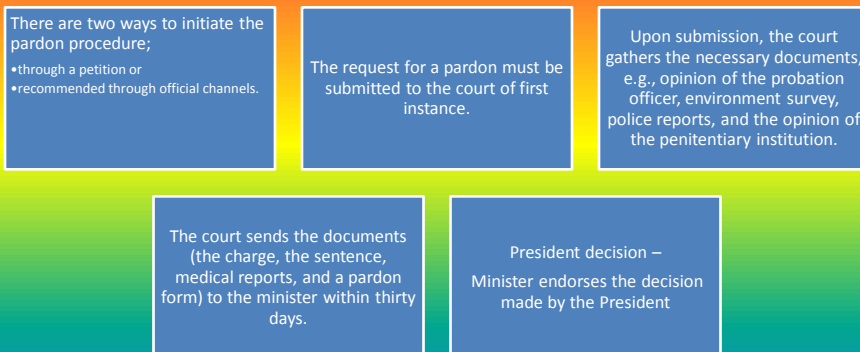 There are two ways to initiate the
pardon procedure;
•through a petition or
•recommended through official channels.
The request for a pardon must be
submitted to the court of first
instance.
Upon submission, the court
gathers the necessary documents,
e.g., opinion of the probation
officer, environment survey,
police reports, and the opinion of
the penitentiary institution.
The court sends the documents
(the charge, the sentence,
medical reports, and a pardon
form) to the minister within thirty
days.
President decision –
Minister endorses the decision
made by the President